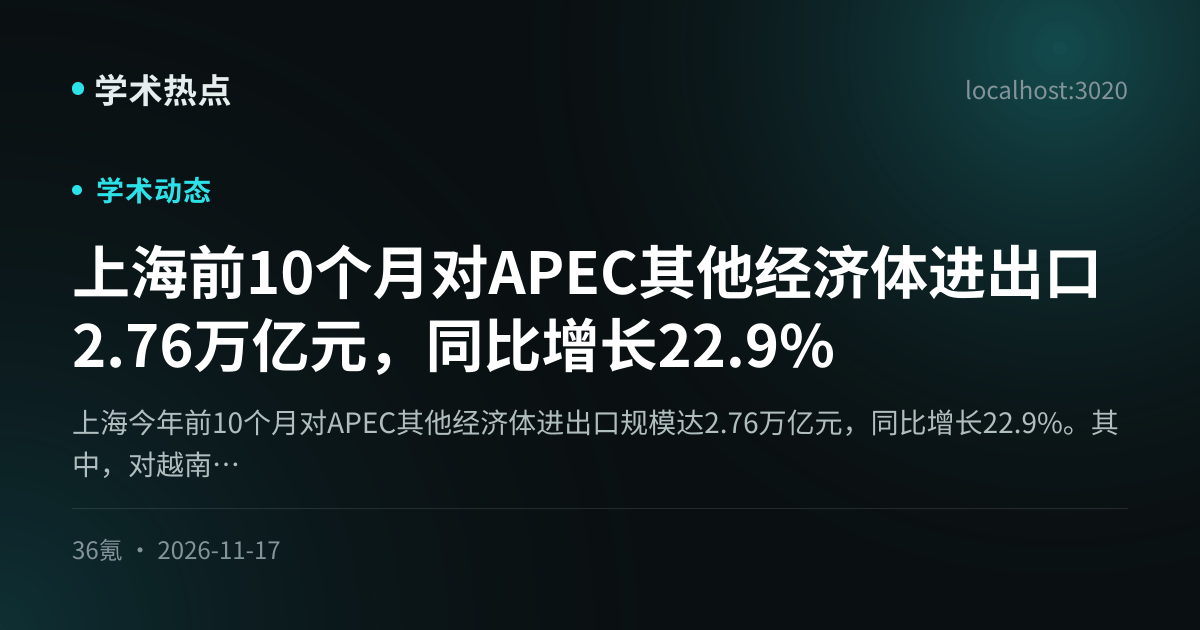 学术热点
localhost:3020
学术动态
上海前10个月对APEC其他经济体进出口
2.76万亿元，同比增长22.9%
上海今年前10个月对APEC其他经济体进出口规模达2.76万亿元，同比增长22.9%。其
中，对越南…
36氪 · 2026-11-17